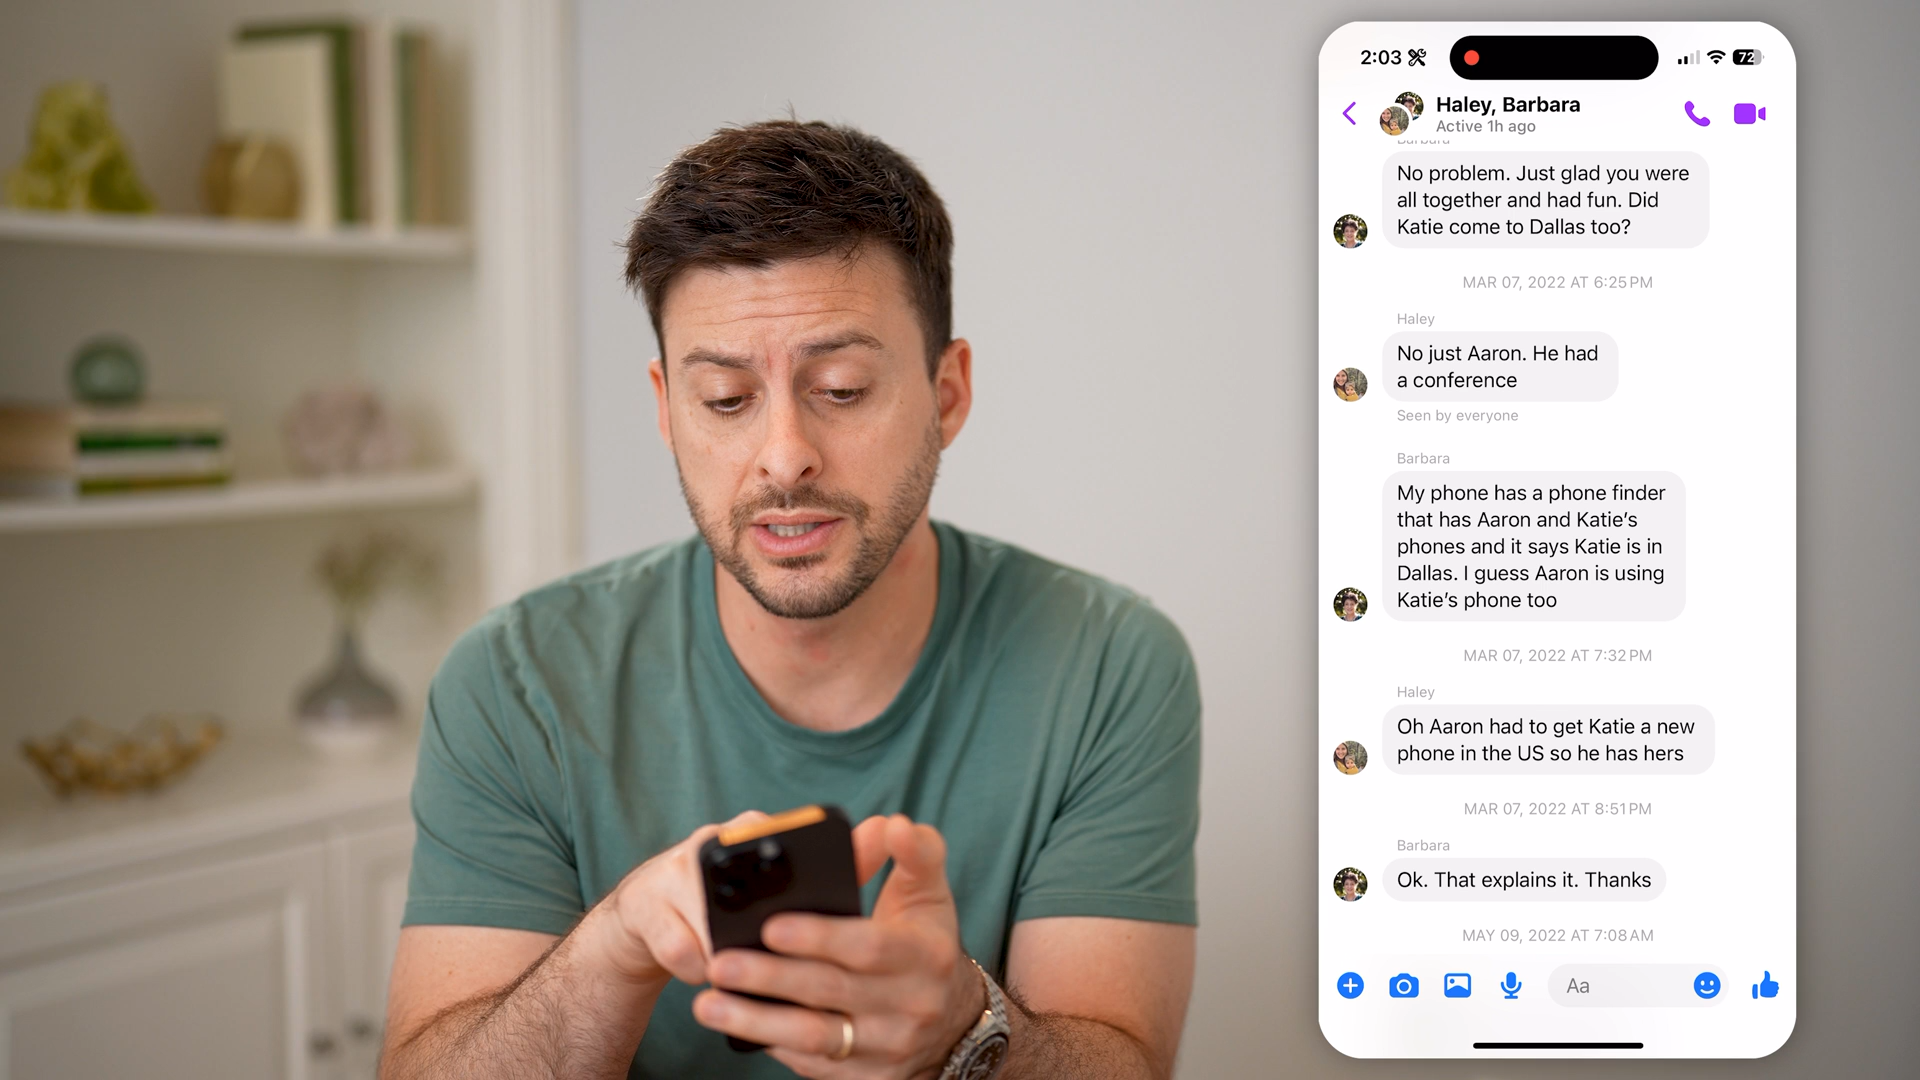 2:03
72
Haley, Barbara
Active 1h ago
Barbara
No problem. Just glad you were
all together and had fun. Did
Katie come to Dallas too?
MAR 07, 2022 AT 6:25 PM
Haley
No just Aaron. He had
a conference
Seen by everyone
Barbara
My phone has a phone finder
that has Aaron and Katie’s
phones and it says Katie is in
Dallas. I guess Aaron is using
Katie’s phone too
MAR 07, 2022 AT 7:32 PM
Haley
Oh Aaron had to get Katie a new
phone in the US so he has hers
MAR 07, 2022 AT 8:51 PM
Barbara
Ok. That explains it. Thanks
MAY 09, 2022 AT 7:08 AM
Aa